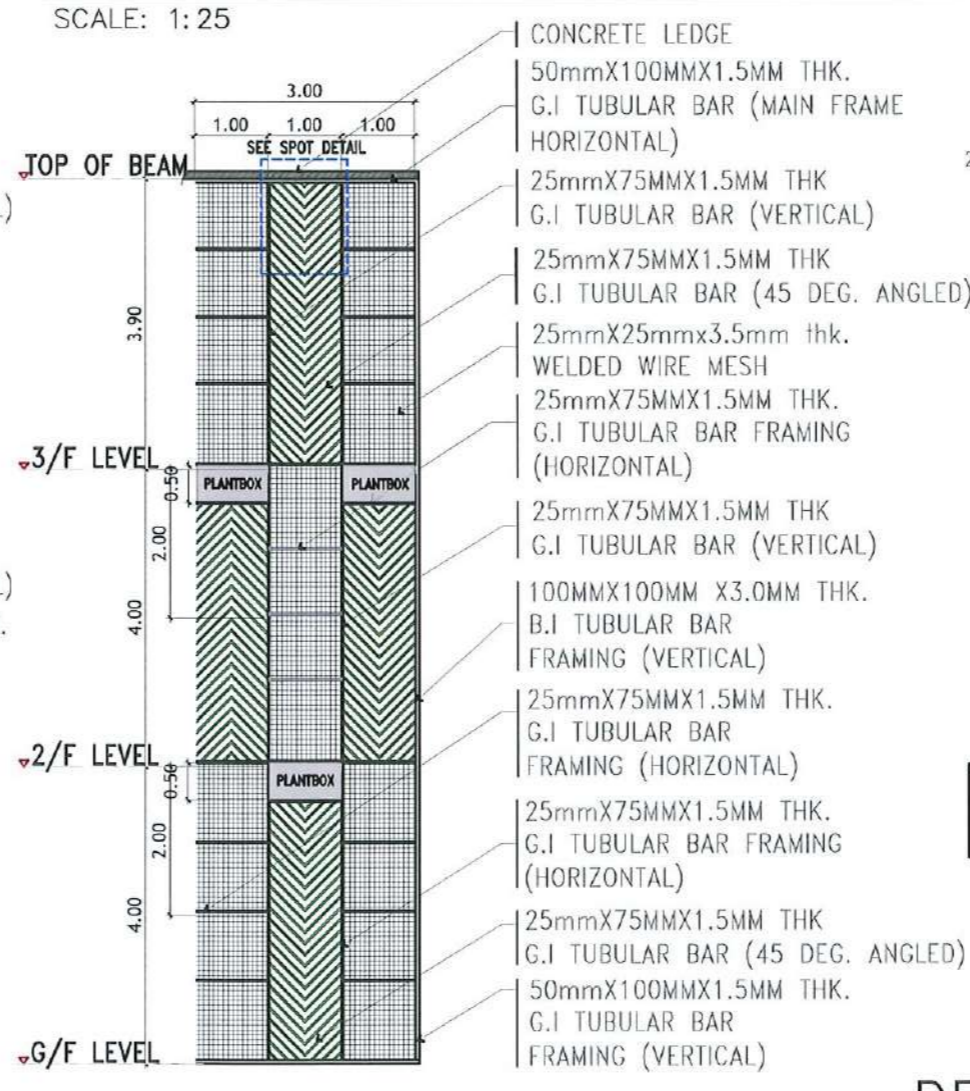 SCALE: 1:25
CONCRETE LEDGE
50mmX100MMX1.5MM THK.
G.I TUBULAR BAR (MAIN FRAME
HORIZONTAL)
3.00
1.00 1.00 1.00
SEE SPOT DETAIL
TOP OF BEAM
25mmX75MMX1.5MM THK
G.I TUBULAR BAR (VERTICAL)
25mmX75MMX1.5MM THK
G.I TUBULAR BAR (45 DEG. ANGLED)
3.90
25mmX25mmx3.5mm thk.
WELDED WIRE MESH
25mmX75MMX1.5MM THK.
G.I TUBULAR BAR FRAMING
(HORIZONTAL)
3/F LEVEL
0.50
PLANTBOX PLANTBOX
2.00
4.00
25mmX75MMX1.5MM THK
G.I TUBULAR BAR (VERTICAL)
100MMX100MM X3.0MM THK.
B.I TUBULAR BAR
FRAMING (VERTICAL)
25mmX75MMX1.5MM THK.
G.I TUBULAR BAR
FRAMING (HORIZONTAL)
2/F LEVEL
0.50
PLANTBOX
2.00
4.00
25mmX75MMX1.5MM THK.
G.I TUBULAR BAR FRAMING
(HORIZONTAL)
25mmX75MMX1.5MM THK
G.I TUBULAR BAR (45 DEG. ANGLED)
50mmX100MMX1.5MM THK.
G.I TUBULAR BAR
FRAMING (VERTICAL)
G/F LEVEL